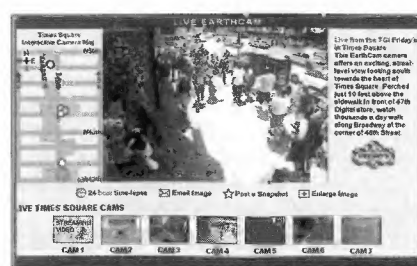 LIVE EARTHCAM
Times Square
Interactive Camera Map
Live from the TGI Friday's
in Times Square
This EarthCam camera
offers an exciting, street-
level view looking south
towards the heart of
Times Square. Perched
just 10 feet above the
sidewalk in front of 47th
Digital store, watch
thousands a day walk
along Broadway at the
corner of 46th Street.
24 hour time-lapse
Email Image
Post a Snapshot
Enlarge Image
LIVE TIMES SQUARE CAMS
STREAMING
VIDEO
CAM 1
CAM 2
CAM 3
CAM 4
CAM 5
CAM 6
CAM 7